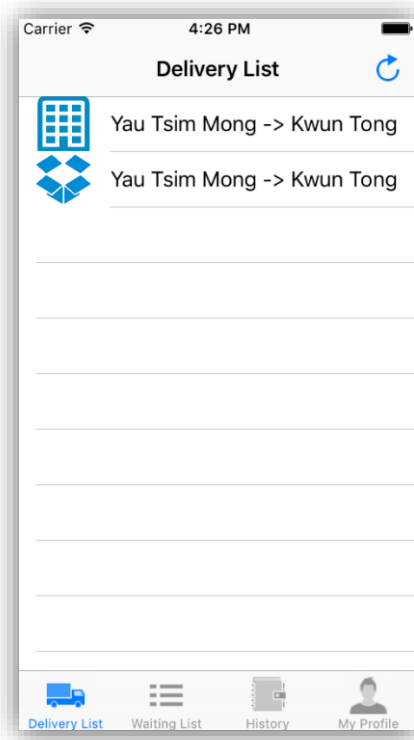 Carrier 4:26 PM
Delivery List
Yau Tsim Mong -> Kwun Tong
Yau Tsim Mong -> Kwun Tong
Delivery List Waiting List History My Profile